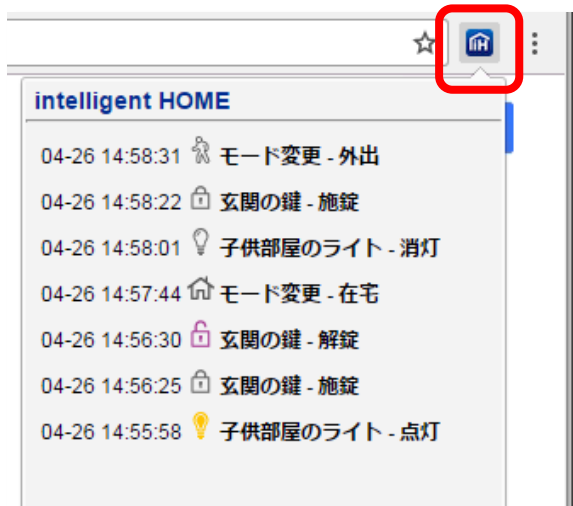 intelligent HOME
04-26 14:58:31 モード変更 - 外出
04-26 14:58:22 玄関の鍵 - 施錠
04-26 14:58:01 子供部屋のライト - 消灯
04-26 14:57:44 モード変更 - 在宅
04-26 14:56:30 玄関の鍵 - 解錠
04-26 14:56:25 玄関の鍵 - 施錠
04-26 14:55:58 子供部屋のライト - 点灯